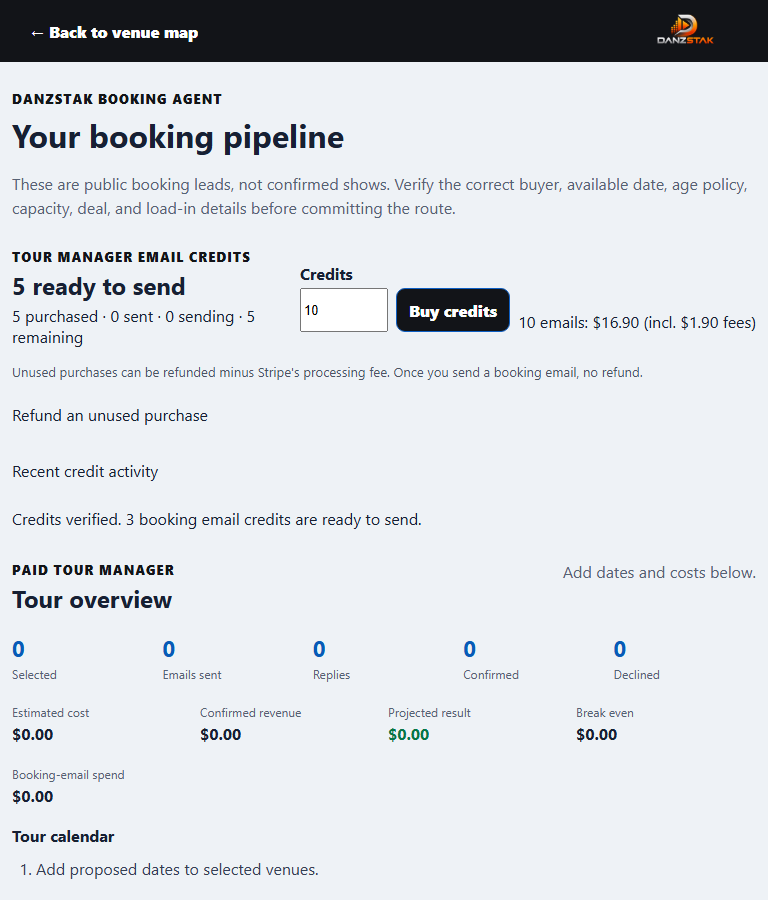 ← Back to venue map
DANZSTAK
DANZSTAK BOOKING AGENT
Your booking pipeline
These are public booking leads, not confirmed shows. Verify the correct buyer, available date, age policy,
capacity, deal, and load-in details before committing the route.
TOUR MANAGER EMAIL CREDITS
5 ready to send
5 purchased · 0 sent · 0 sending · 5
remaining
Credits
10
Buy credits
10 emails: $16.90 (incl. $1.90 fees)
Unused purchases can be refunded minus Stripe's processing fee. Once you send a booking email, no refund.
Refund an unused purchase
Recent credit activity
Credits verified. 3 booking email credits are ready to send.
PAID TOUR MANAGER
Tour overview
Add dates and costs below.
0
Selected
0
Emails sent
0
Replies
0
Confirmed
0
Declined
Estimated cost
$0.00
Confirmed revenue
$0.00
Projected result
$0.00
Break even
$0.00
Booking-email spend
$0.00
Tour calendar
1. Add proposed dates to selected venues.